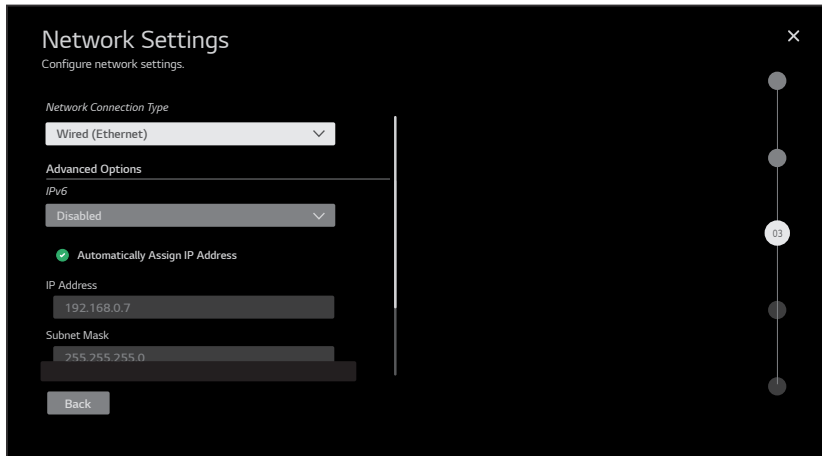 Network Settings
Configure network settings.
Network Connection Type
Wired (Ethernet)
Advanced Options
IPv6
Disabled
Automatically Assign IP Address
03
IP Address
192.168.0.7
Subnet Mask
255.255.255.0
Back